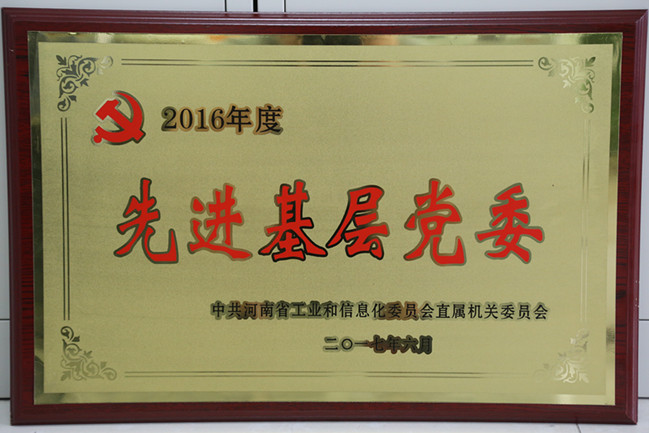 2016年度
先进基层党委
中共河南省工业和信息化委员会直属机关委员会
二〇一七年六月